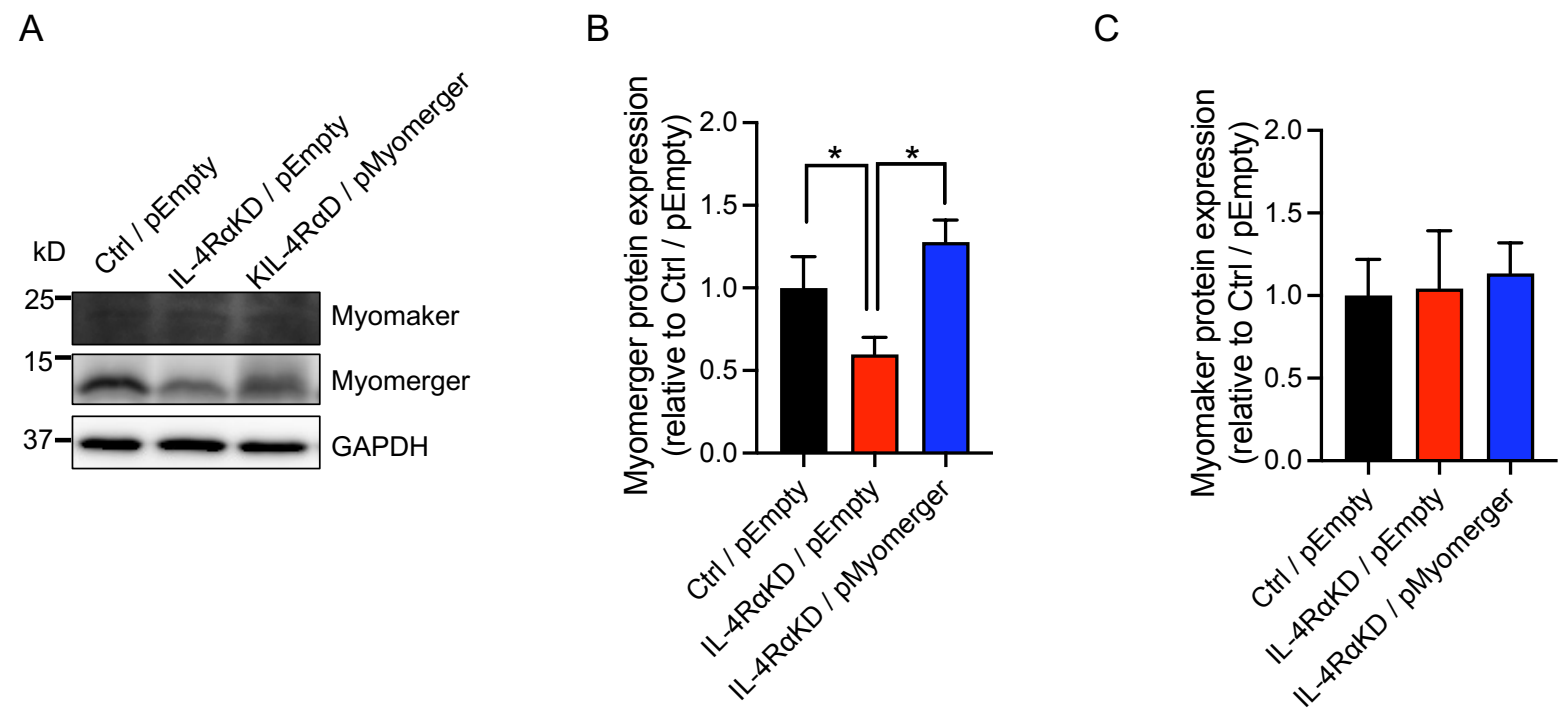 A
kD
Ctrl / pEmpty
IL-4RαKD / pEmpty
KIL-4RαD / pMyomerger
25
Myomaker
15
Myomerger
37
GAPDH
B
Myomerger protein expression
(relative to Ctrl / pEmpty)
2.0
1.5
1.0
0.5
0.0
*
*
Ctrl / pEmpty
IL-4RαKD / pEmpty
IL-4RαKD / pMyomerger
C
Myomaker protein expression
(relative to Ctrl / pEmpty)
2.0
1.5
1.0
0.5
0.0
Ctrl / pEmpty
IL-4RαKD / pEmpty
IL-4RαKD / pMyomerger